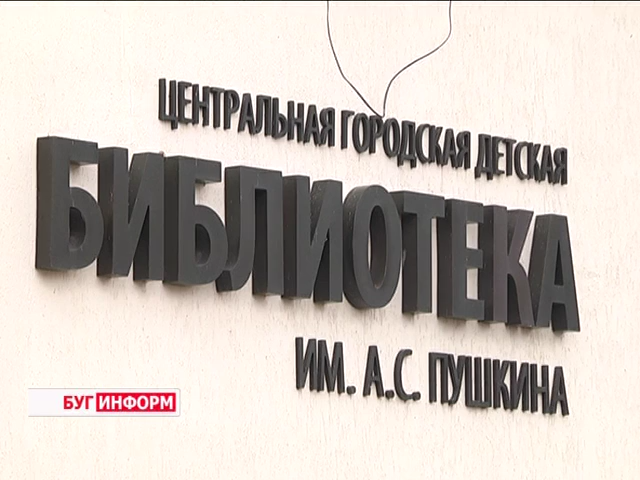 ЦЕНТРАЛЬНАЯ ГОРОДСКАЯ ДЕТСКАЯ
БИБЛИОТЕКА
ИМ. А.С. ПУШКИНА
БУГ ИНФОРМ